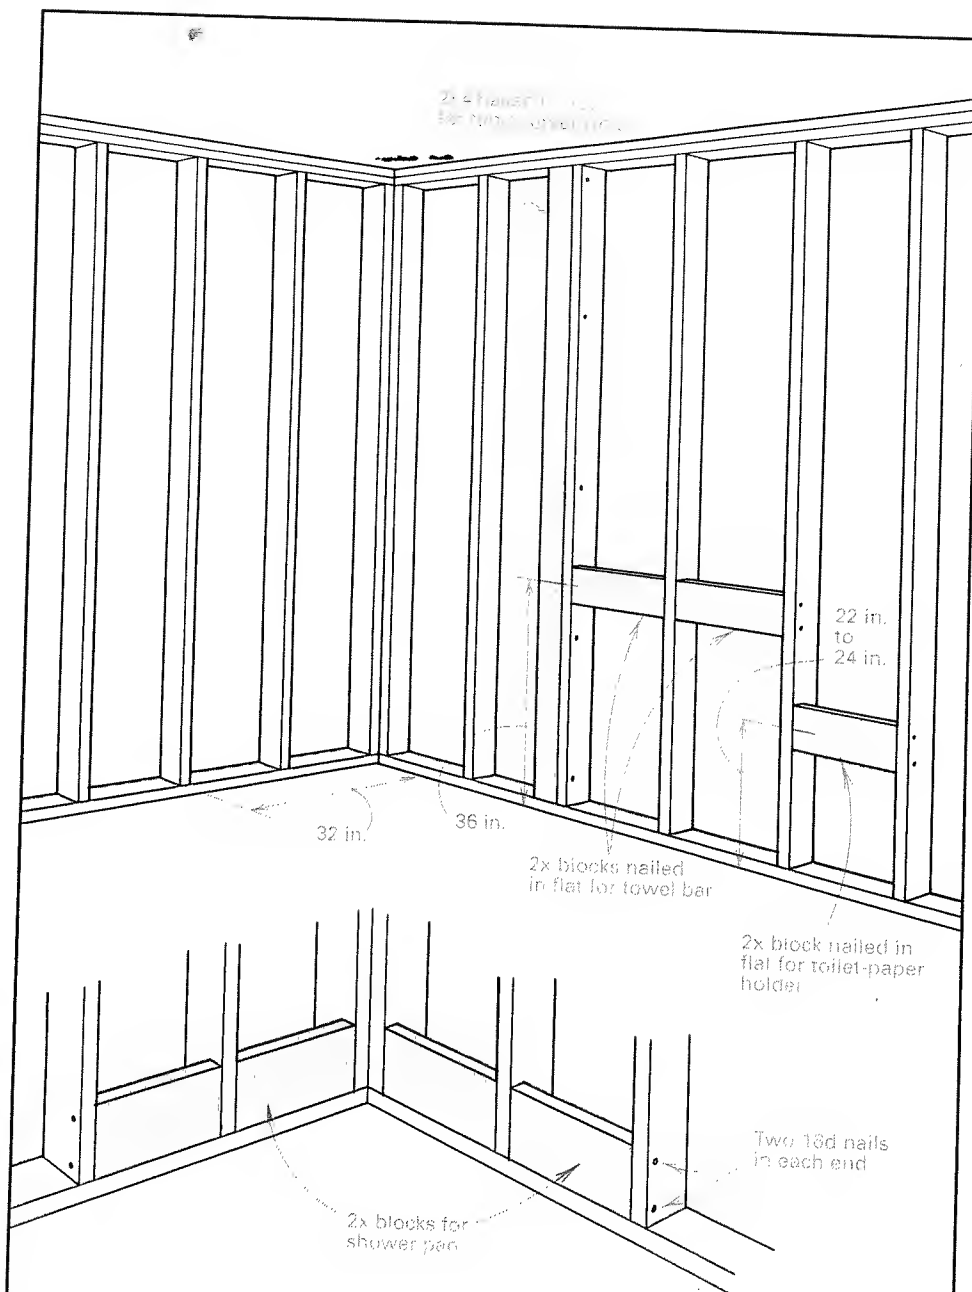 22 in.
to
24 in.
32 in.
36 in.
2x blocks nailed
in flat for towel bar
2x block nailed in
flat for toilet-paper
holder
Two 16d nails
in each end
2x blocks for
shower pan